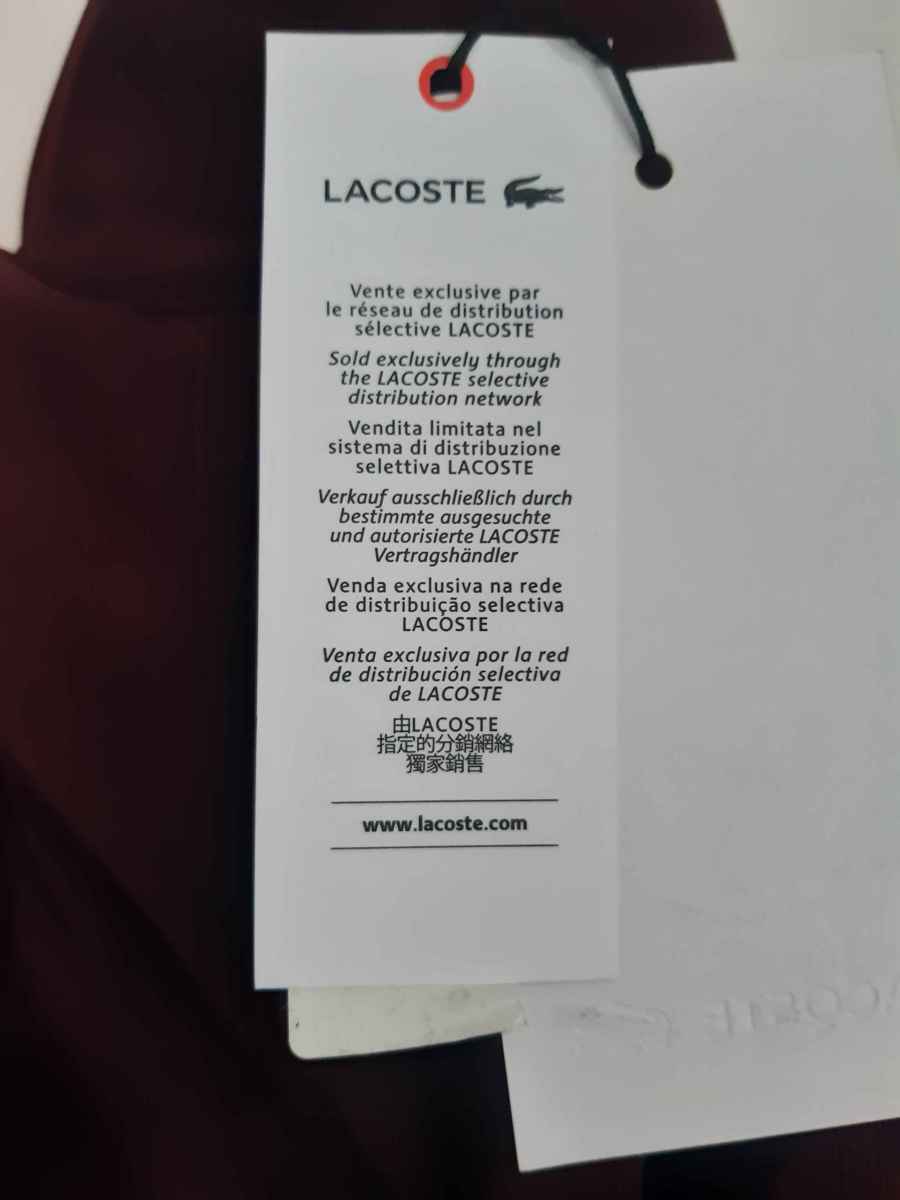 LACOSTE
Vente exclusive par
le réseau de distribution
sélective LACOSTE
Sold exclusively through
the LACOSTE selective
distribution network
Vendita limitata nel
sistema di distribuzione
selettiva LACOSTE
Verkauf ausschließlich durch
bestimmte ausgesuchte
und autorisierte LACOSTE
Vertragshändler
Venda exclusiva na rede
de distribuição selectiva
LACOSTE
Venta exclusiva por la red
de distribución selectiva
de LACOSTE
由LACOSTE
指定的分銷網絡
獨家銷售
www.lacoste.com